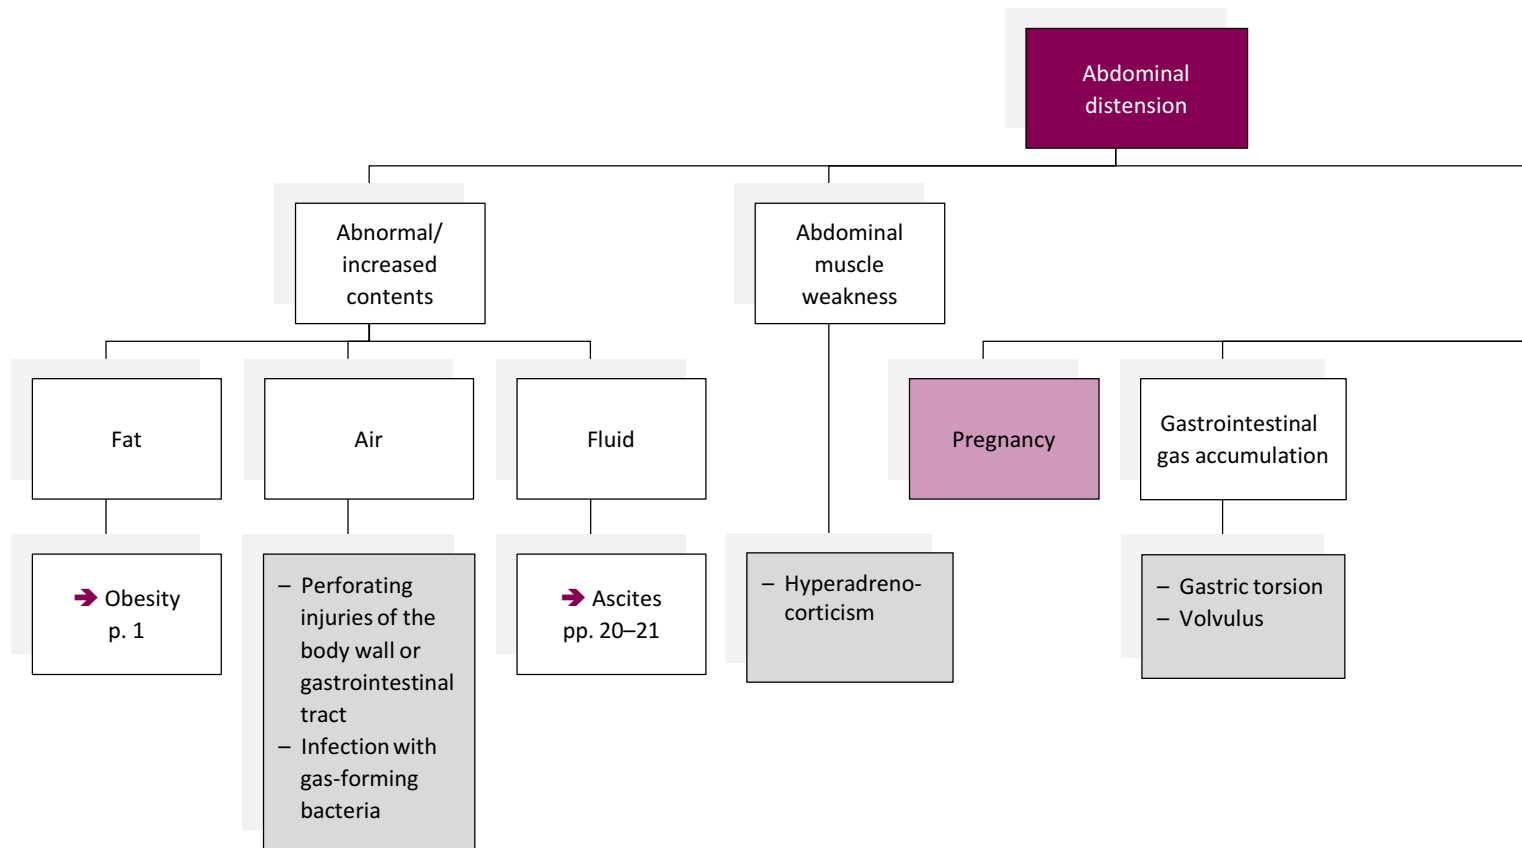 Abdominal
distension
Abnormal/
increased
contents
Abdominal
muscle
weakness
Fat
Air
Fluid
Pregnancy
Gastrointestinal
gas accumulation
➔ Obesity
p. 1
– Perforating
injuries of the
body wall or
gastrointestinal
tract
– Infection with
gas-forming
bacteria
➔ Ascites
pp. 20–21
– Hyperadreno-
corticism
– Gastric torsion
– Volvulus